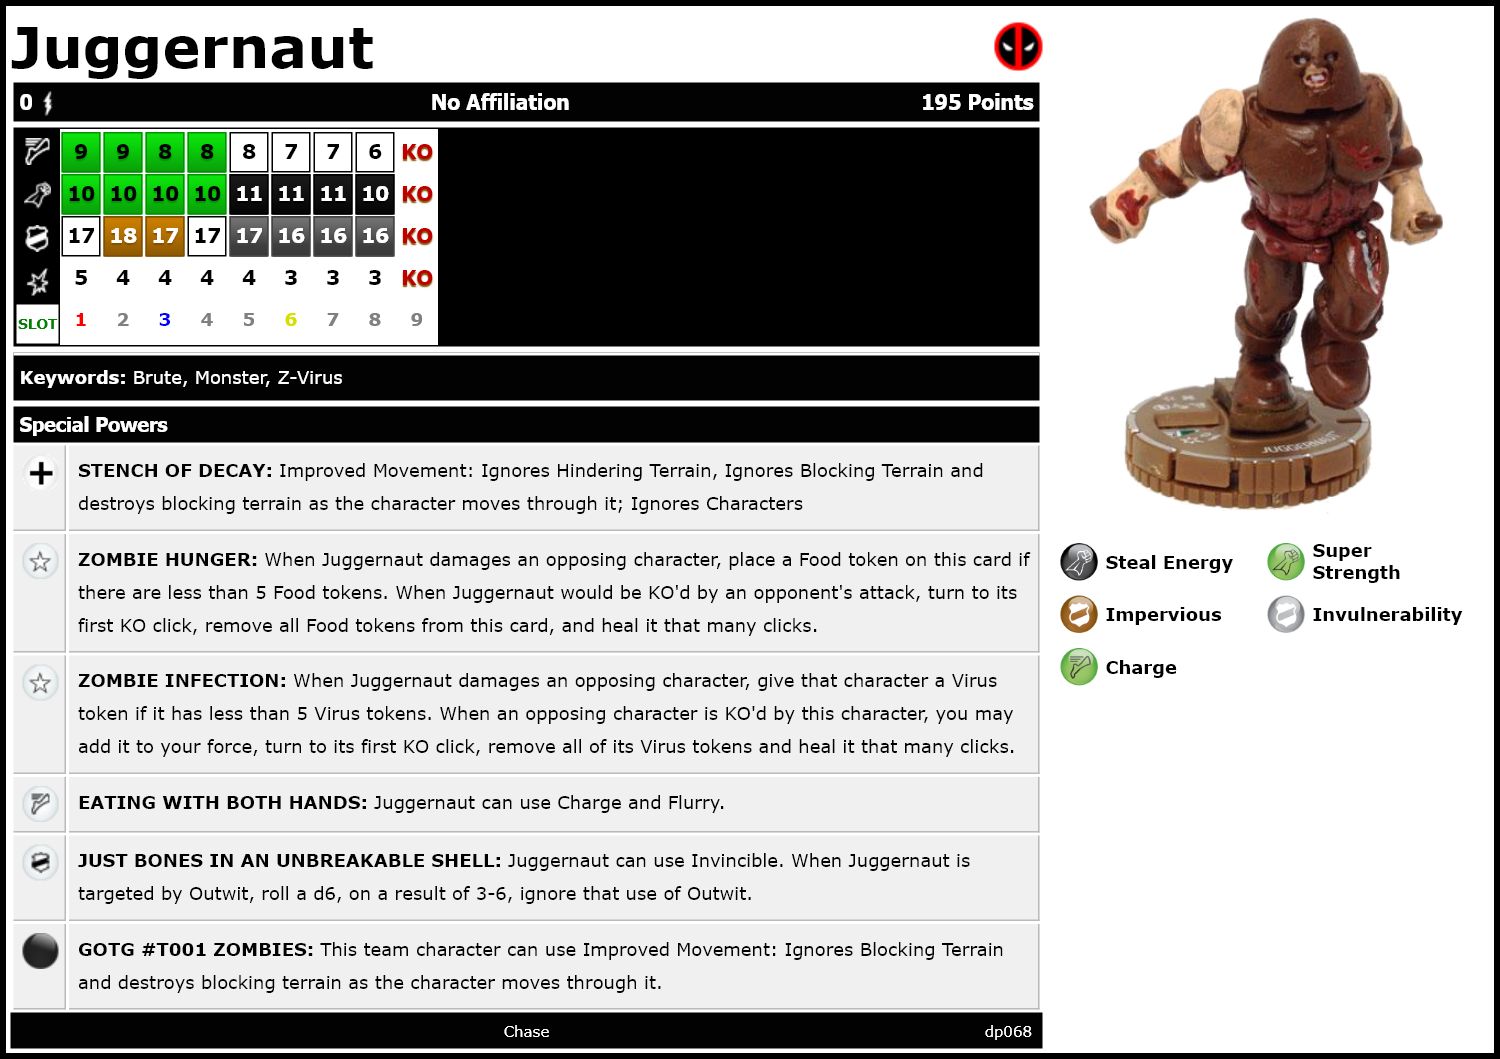 Juggernaut
0 No Affiliation 195 Points
9 9 8 8 8 7 7 6 KO
10 10 10 10 11 11 11 10 KO
17 18 17 17 17 16 16 16 KO
5 4 4 4 4 3 3 3 KO
SLOT 1 2 3 4 5 6 7 8 9
Keywords: Brute, Monster, Z-Virus
Special Powers
STENCH OF DECAY: Improved Movement: Ignores Hindering Terrain, Ignores Blocking Terrain and
destroys blocking terrain as the character moves through it; Ignores Characters
ZOMBIE HUNGER: When Juggernaut damages an opposing character, place a Food token on this card if
there are less than 5 Food tokens. When Juggernaut would be KO'd by an opponent's attack, turn to its
first KO click, remove all Food tokens from this card, and heal it that many clicks.
ZOMBIE INFECTION: When Juggernaut damages an opposing character, give that character a Virus
token if it has less than 5 Virus tokens. When an opposing character is KO'd by this character, you may
add it to your force, turn to its first KO click, remove all of its Virus tokens and heal it that many clicks.
EATING WITH BOTH HANDS: Juggernaut can use Charge and Flurry.
JUST BONES IN AN UNBREAKABLE SHELL: Juggernaut can use Invincible. When Juggernaut is
targeted by Outwit, roll a d6, on a result of 3-6, ignore that use of Outwit.
GOTG #T001 ZOMBIES: This team character can use Improved Movement: Ignores Blocking Terrain
and destroys blocking terrain as the character moves through it.
Chase dp068
JUGGERNAUT
Steal Energy
Super
Strength
Impervious
Invulnerability
Charge